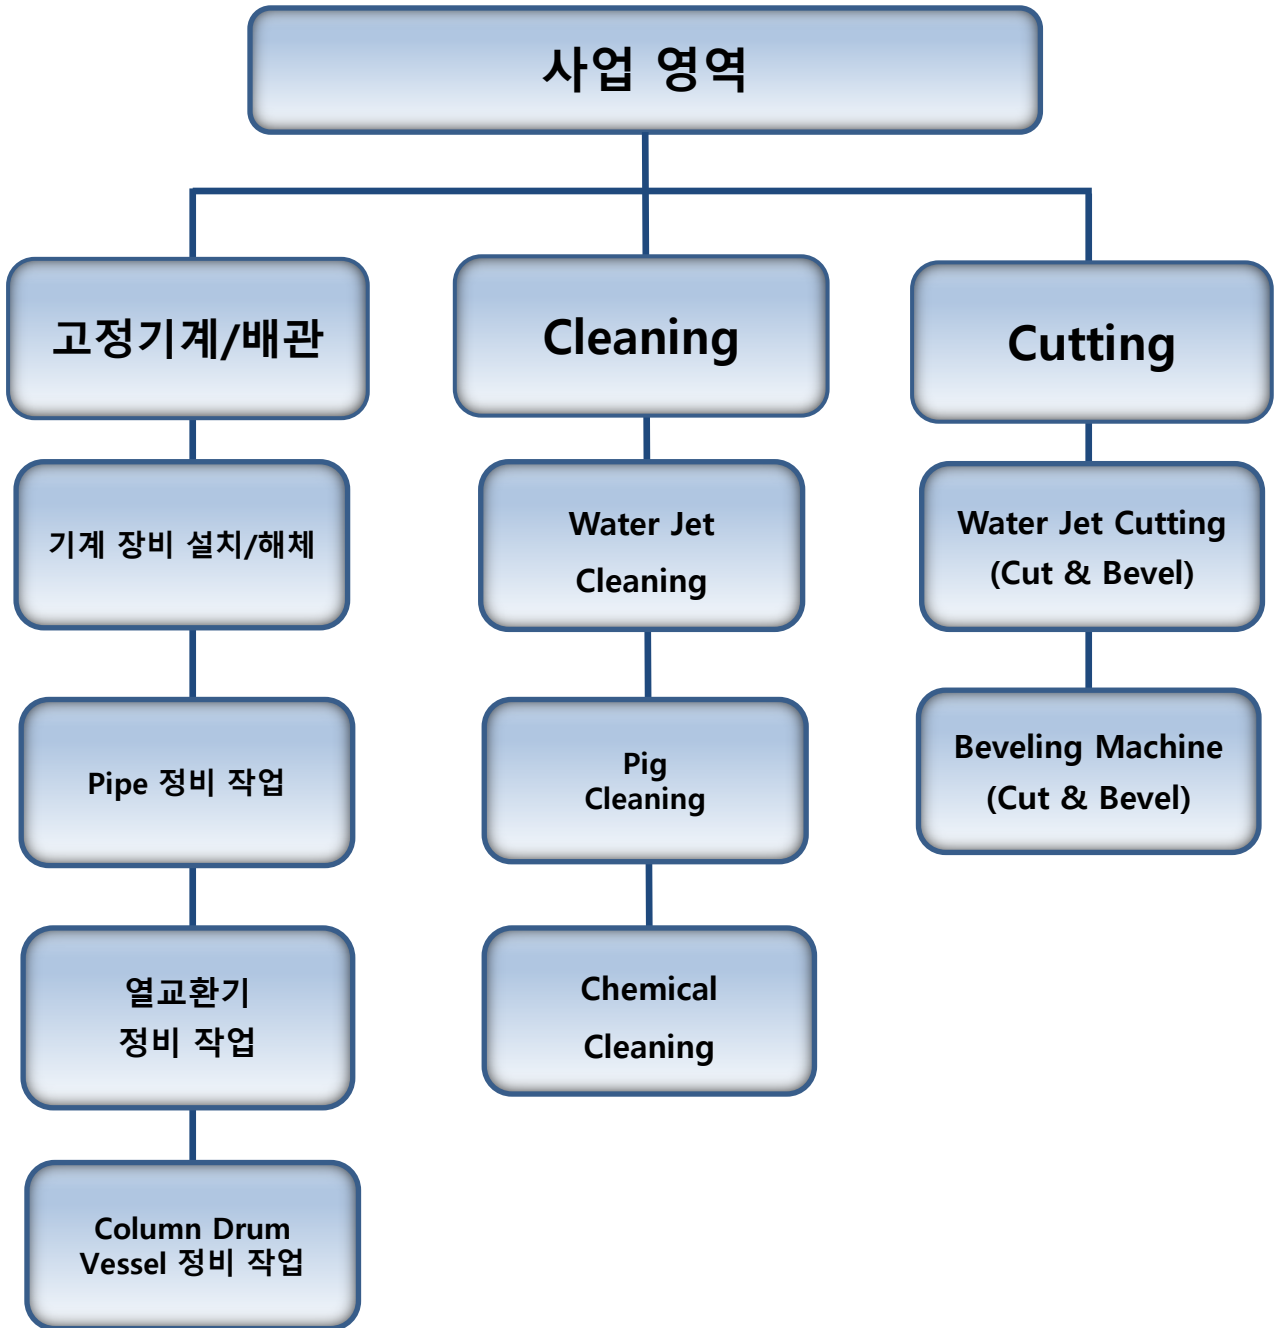 사업 영역
고정기계/배관
Cleaning
Cutting
기계 장비 설치/해체
Water Jet
Cleaning
Water Jet Cutting
(Cut & Bevel)
Pipe 정비 작업
Pig
Cleaning
Beveling Machine
(Cut & Bevel)
열교환기
정비 작업
Chemical
Cleaning
Column Drum
Vessel 정비 작업